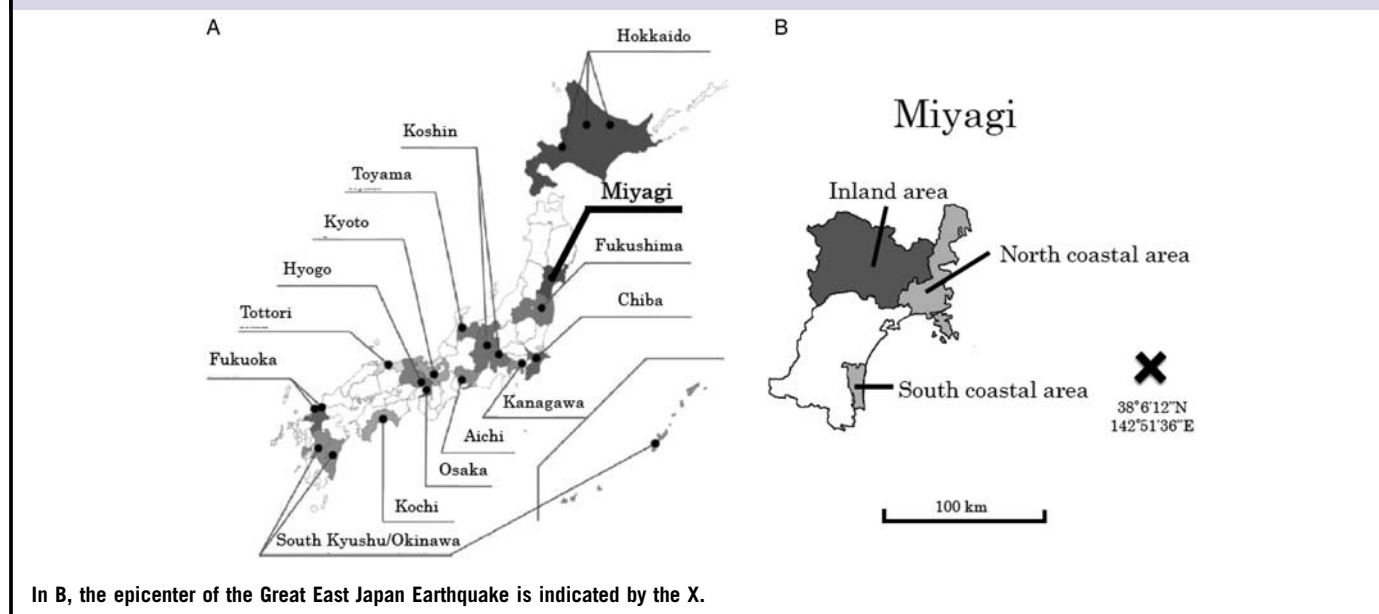 A
Hokkaido
Koshin
Toyama
Miyagi
Kyoto
Fukushima
Hyogo
Chiba
Tottori
Fukuoka
Kanagawa
Aichi
Osaka
Kochi
South Kyushu/Okinawa
B
Miyagi
Inland area
North coastal area
South coastal area
38°6'12"N
142°51'36"E
100 km
In B, the epicenter of the Great East Japan Earthquake is indicated by the X.